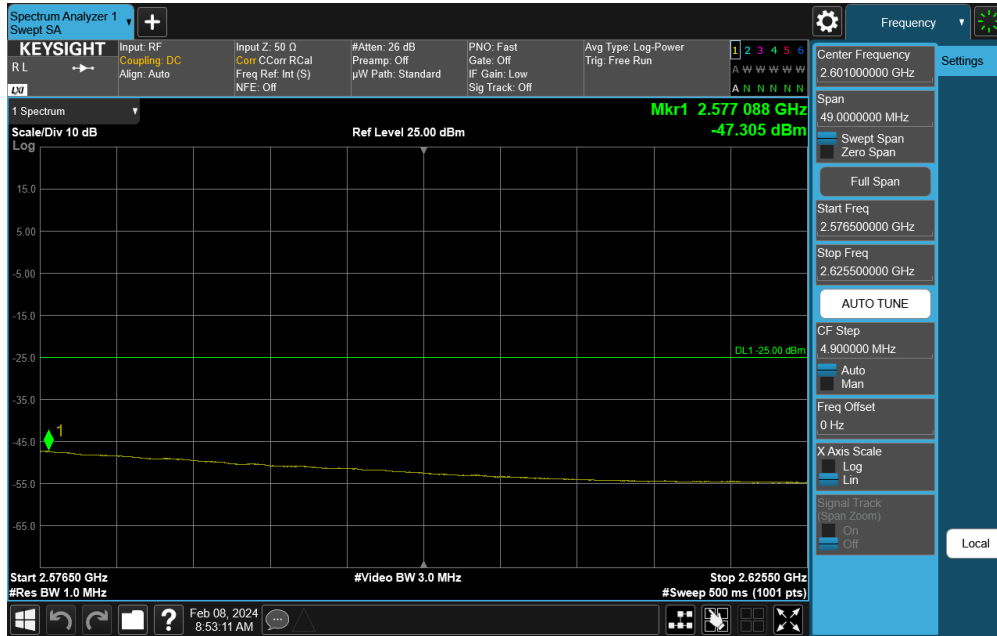 Spectrum Analyzer 1
Swept SA
Frequency
KEYSIGHT
R L
LXI
Input: RF
Coupling: DC
Align: Auto
Input Z: 50 Ω
Corr CCorr RCal
Freq Ref: Int (S)
NFE: Off
#Atten: 26 dB
Preamp: Off
µW Path: Standard
PNO: Fast
Gate: Off
IF Gain: Low
Sig Track: Off
Avg Type: Log-Power
Trig: Free Run
1 2 3 4 5 6
A W W W W W
A N N N N N
1 Spectrum
Scale/Div 10 dB
Log
Ref Level 25.00 dBm
Mkr1 2.577 088 GHz
-47.305 dBm
15.0
5.00
-5.00
-15.0
-25.0
-35.0
-45.0
-55.0
-65.0
DL1 -25.00 dBm
1
Start 2.57650 GHz
#Res BW 1.0 MHz
#Video BW 3.0 MHz
Stop 2.62550 GHz
#Sweep 500 ms (1001 pts)
Center Frequency
2.601000000 GHz
Settings
Span
49.0000000 MHz
Swept Span
Zero Span
Full Span
Start Freq
2.576500000 GHz
Stop Freq
2.625500000 GHz
AUTO TUNE
CF Step
4.900000 MHz
Auto
Man
Freq Offset
0 Hz
X Axis Scale
Log
Lin
Signal Track
(Span Zoom)
On
Off
Local
?
Feb 08, 2024
8:53:11 AM